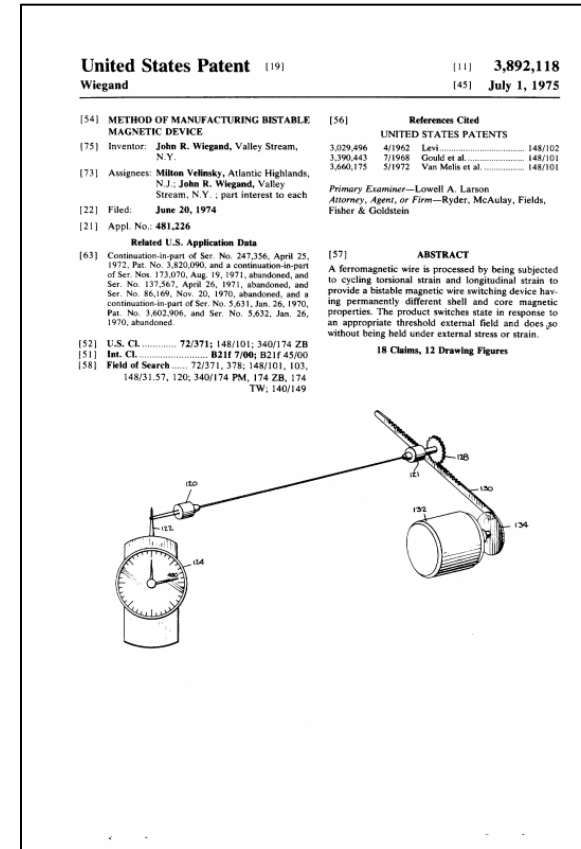 United States Patent [19]
Wiegand
[11] 3,892,118
[45] July 1, 1975
[54] METHOD OF MANUFACTURING BISTABLE
MAGNETIC DEVICE
[75] Inventor: John R. Wiegand, Valley Stream,
N.Y.
[73] Assignees: Milton Velinsky, Atlantic Highlands,
N.J.; John R. Wiegand, Valley
Stream, N.Y. ; part interest to each
[22] Filed: June 20, 1974
[21] Appl. No.: 481,226
Related U.S. Application Data
[63] Continuation-in-part of Ser. No. 247,356, April 25,
1972, Pat. No. 3,820,090, and a continuation-in-part
of Ser. Nos. 173,070, Aug. 19, 1971, abandoned, and
Ser. No. 137,567, April 26, 1971, abandoned, and
Ser. No. 86,169, Nov. 20, 1970, abandoned, and a
continuation-in-part of Ser. No. 5,631, Jan. 26, 1970,
Pat. No. 3,602,906, and Ser. No. 5,632, Jan. 26,
1970, abandoned.
[52] U.S. Cl. ............. 72/371; 148/101; 340/174 ZB
[51] Int. Cl. .......................... B21f 7/00; B21f 45/00
[58] Field of Search ...... 72/371, 378; 148/101, 103,
148/31.57, 120; 340/174 PM, 174 ZB, 174
TW; 140/149
[56] References Cited
UNITED STATES PATENTS
3,029,496 4/1962 Levi ............................. 148/102
3,390,443 7/1968 Gould et al. .................... 148/101
3,660,175 5/1972 Van Melis et al. .............. 148/101
Primary Examiner—Lowell A. Larson
Attorney, Agent, or Firm—Ryder, McAulay, Fields,
Fisher & Goldstein
[57] ABSTRACT
A ferromagnetic wire is processed by being subjected
to cycling torsional strain and longitudinal strain to
provide a bistable magnetic wire switching device hav-
ing permanently different shell and core magnetic
properties. The product switches state in response to
an appropriate threshold external field and does so
without being held under external stress or strain.
18 Claims, 12 Drawing Figures
120
122
124
121
128
130
132
134